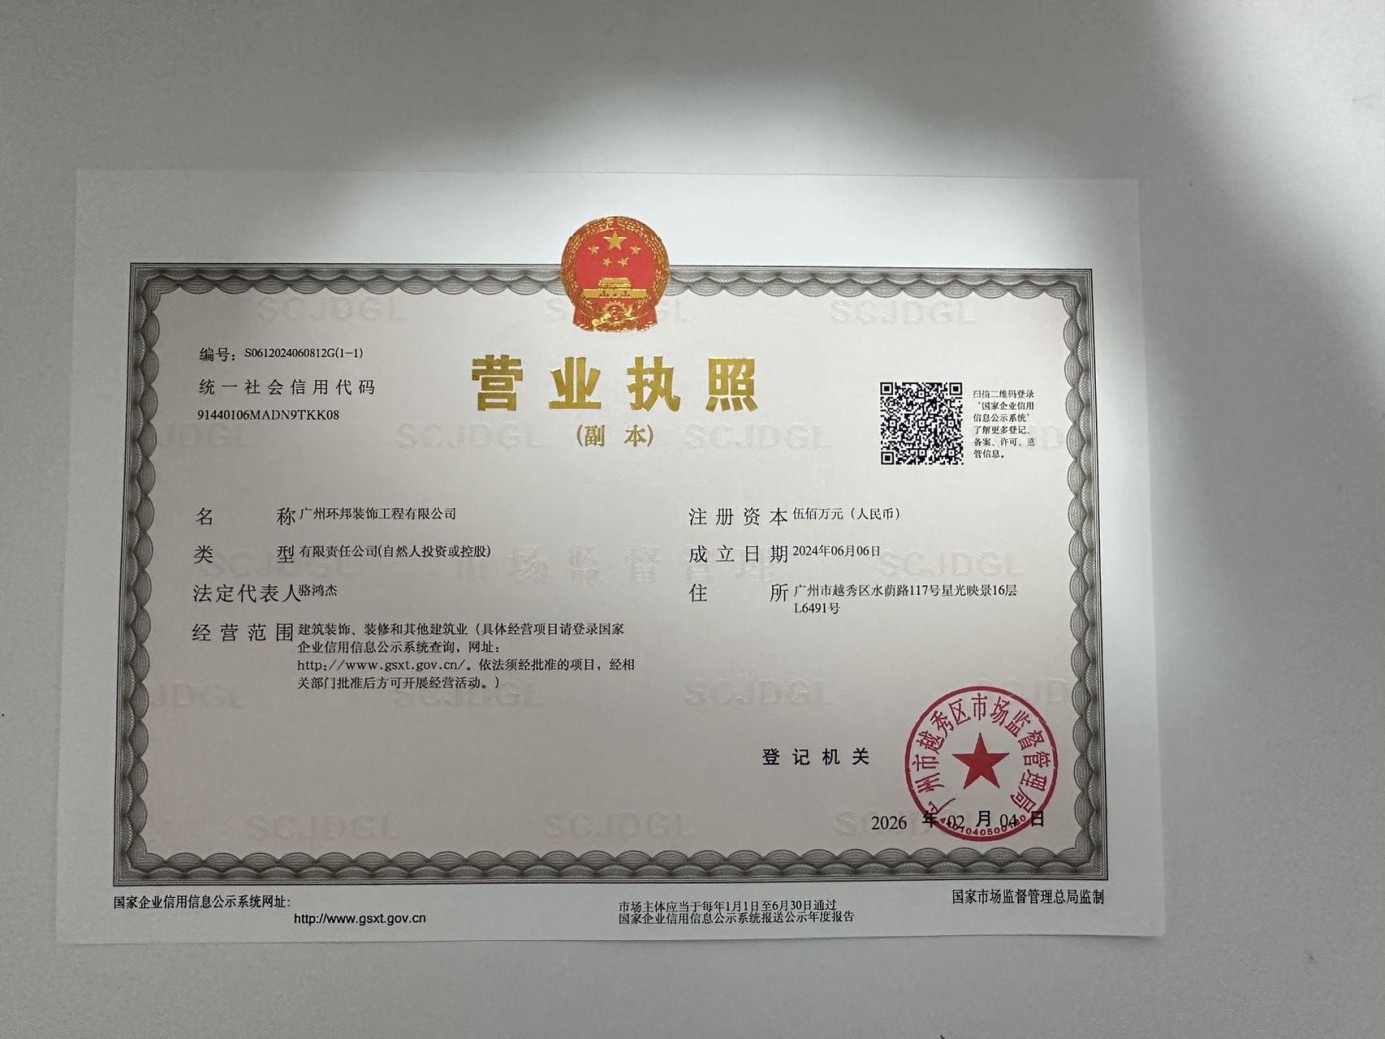 编号：S0612024060812G(1-1)
统一社会信用代码
91440106MADN9TKK08
营业执照
(副 本)
扫描二维码登录
‘国家企业信用
信息公示系统’
了解更多登记、
备案、许可、监
管信息。
名 称 广州环邦装饰工程有限公司
类 型 有限责任公司(自然人投资或控股)
法定代表人 骆鸿杰
经营范围 建筑装饰、装修和其他建筑业（具体经营项目请登录国家
企业信用信息公示系统查询，网址：
http://www.gsxt.gov.cn/。依法须经批准的项目，经相
关部门批准后方可开展经营活动。）
注册资本 伍佰万元（人民币）
成立日期 2024年06月06日
住 所 广州市越秀区水荫路117号星光映景16层
L6491号
登记机关
广州市越秀区市场监督管理局
2026 年 02 月 04 日
国家企业信用信息公示系统网址：
http://www.gsxt.gov.cn
市场主体应当于每年1月1日至6月30日通过
国家企业信用信息公示系统报送公示年度报告
国家市场监督管理总局监制